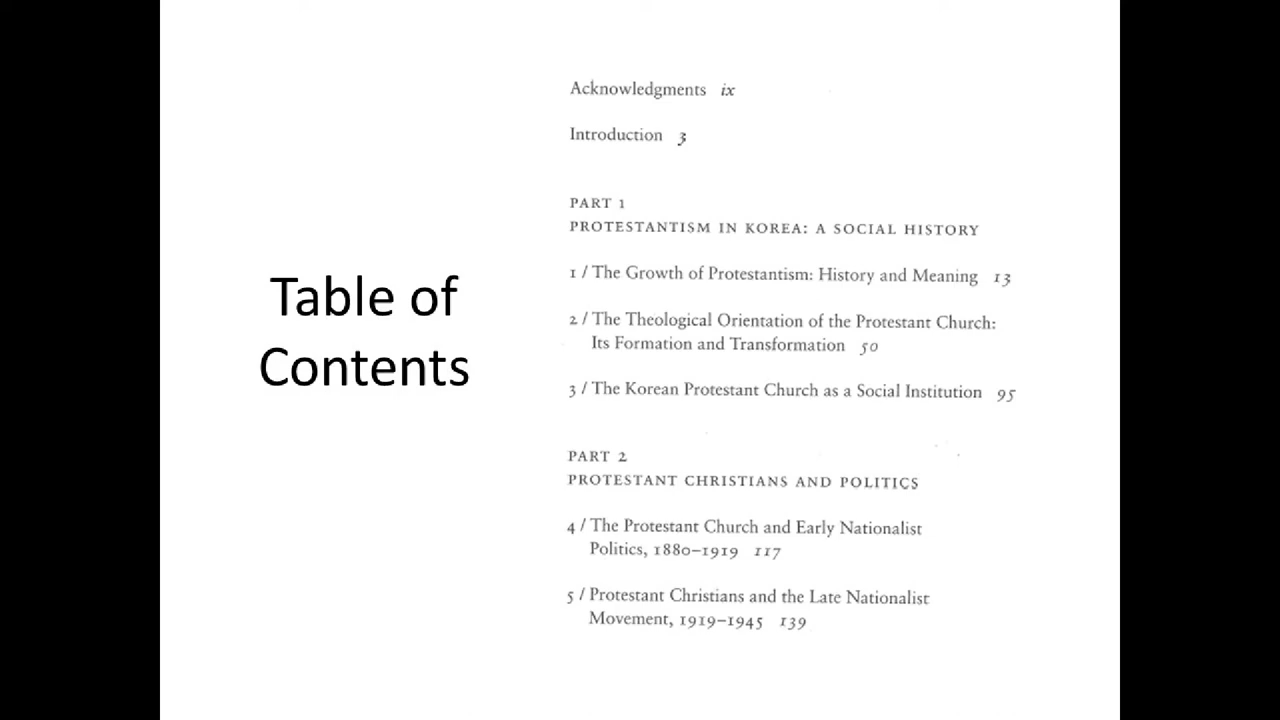 Table of
Contents
Acknowledgments ix
Introduction 3
PART 1
PROTESTANTISM IN KOREA: A SOCIAL HISTORY
1 / The Growth of Protestantism: History and Meaning 13
2 / The Theological Orientation of the Protestant Church:
Its Formation and Transformation 50
3 / The Korean Protestant Church as a Social Institution 95
PART 2
PROTESTANT CHRISTIANS AND POLITICS
4 / The Protestant Church and Early Nationalist
Politics, 1880–1919 117
5 / Protestant Christians and the Late Nationalist
Movement, 1919–1945 139